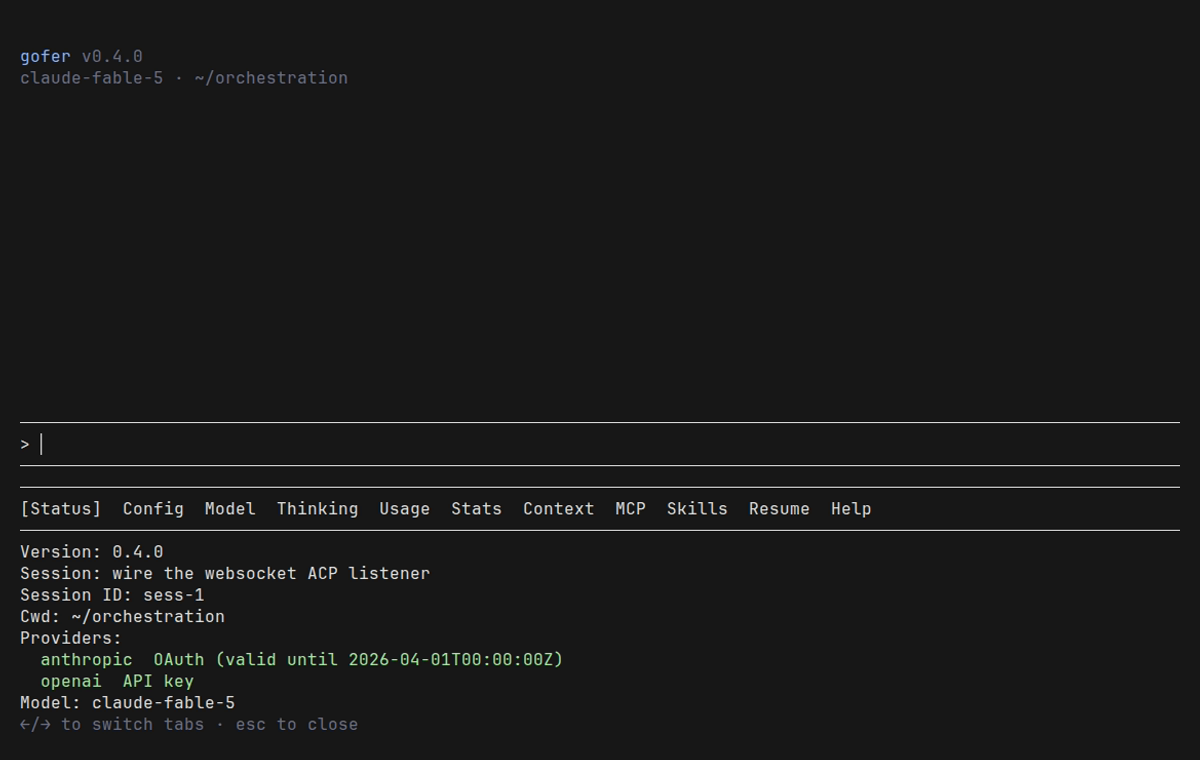 gofer v0.4.0
claude-fable-5 · ~/orchestration
>
[Status]  Config  Model  Thinking  Usage  Stats  Context  MCP  Skills  Resume  Help
Version: 0.4.0
Session: wire the websocket ACP listener
Session ID: sess-1
Cwd: ~/orchestration
Providers:
  anthropic  OAuth (valid until 2026-04-01T00:00:00Z)
  openai  API key
Model: claude-fable-5
←/→ to switch tabs · esc to close